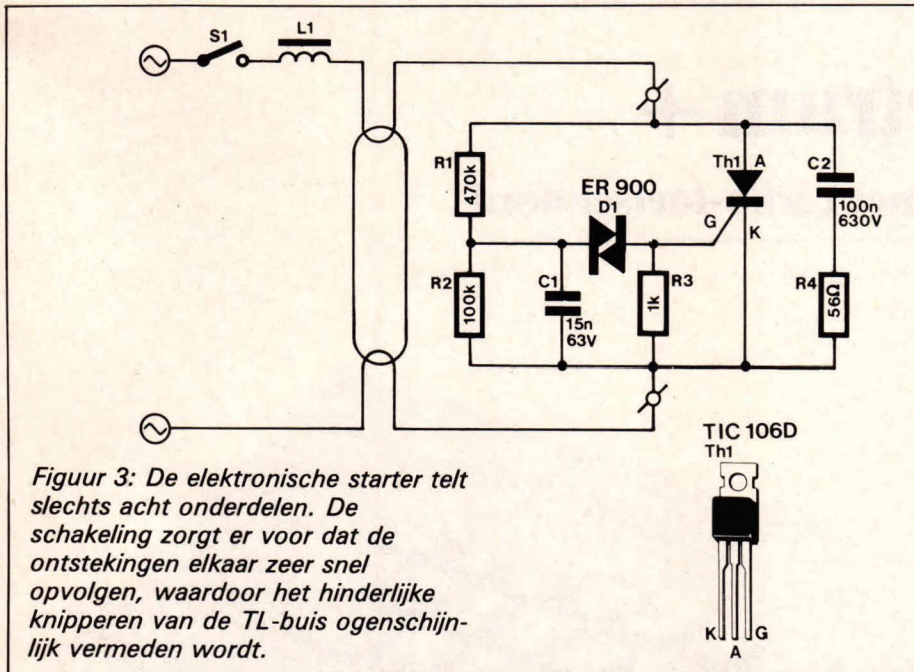 S1
L1
R1
470k
R2
100k
C1
15n
63V
ER 900
D1
R3
1k
Th1
A
G
K
C2
100n
630V
R4
56Ω
TIC 106D
Th1
K
A
G
Figuur 3: De elektronische starter telt
slechts acht onderdelen. De
schakeling zorgt er voor dat de
ontstekingen elkaar zeer snel
opvolgen, waardoor het hinderlijke
knipperen van de TL-buis ogenschijn-
lijk vermeden wordt.